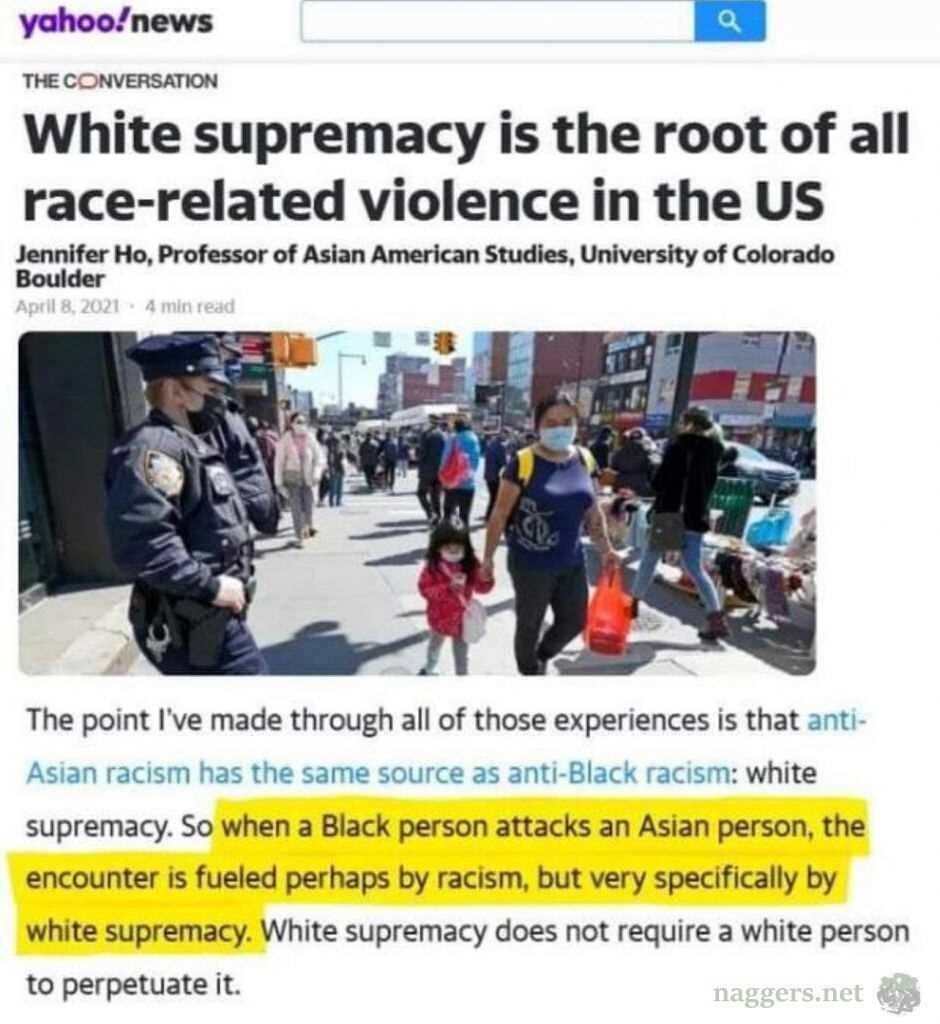 yahoo!news
THE CONVERSATION
White supremacy is the root of all
race-related violence in the US
Jennifer Ho, Professor of Asian American Studies, University of Colorado
Boulder
April 8, 2021 · 4 min read
The point I've made through all of those experiences is that anti-
Asian racism has the same source as anti-Black racism: white
supremacy. So when a Black person attacks an Asian person, the
encounter is fueled perhaps by racism, but very specifically by
white supremacy. White supremacy does not require a white person
to perpetuate it.
naggers.net